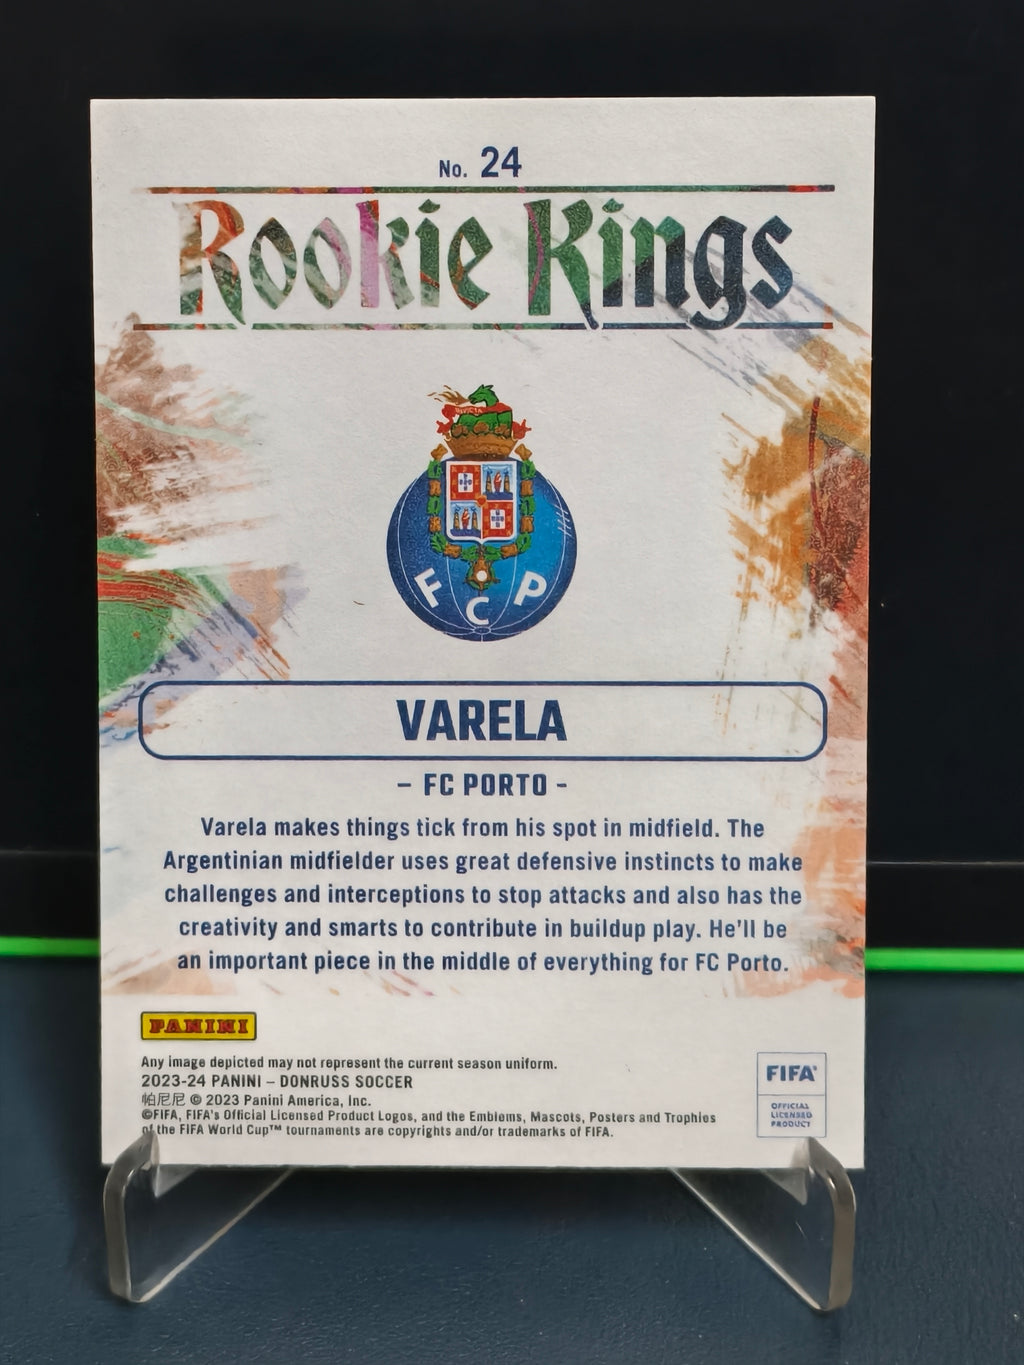 No. 24
Rookie Kings
INVICTA
FCP
VARELA
– FC PORTO –
Varela makes things tick from his spot in midfield. The
Argentinian midfielder uses great defensive instincts to make
challenges and interceptions to stop attacks and also has the
creativity and smarts to contribute in buildup play. He'll be
an important piece in the middle of everything for FC Porto.
PANINI
Any image depicted may not represent the current season uniform.
2023-24 PANINI – DONRUSS SOCCER
帕尼尼 © 2023 Panini America, Inc.
©FIFA, FIFA's Official Licensed Product Logos, and the Emblems, Mascots, Posters and Trophies
of the FIFA World Cup™ tournaments are copyrights and/or trademarks of FIFA.
FIFA®
OFFICIAL
LICENSED
PRODUCT